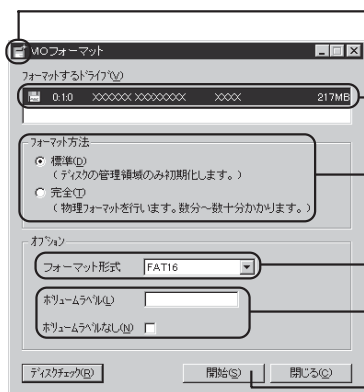 MOフォーマット
フォーマットするドライブ(V)
0:1:0 XXXXXX XXXXXXXX XXXX 217MB
フォーマット方法
標準(D)
(ディスクの管理領域のみ初期化します。)
完全(T)
(物理フォーマットを行います。数分~数十分かかります。)
オプション
フォーマット形式 FAT16
ボリュームラベル(L)
ボリュームラベルなし(N)
ディスクチェック(R) 開始(S) 閉じる(C)